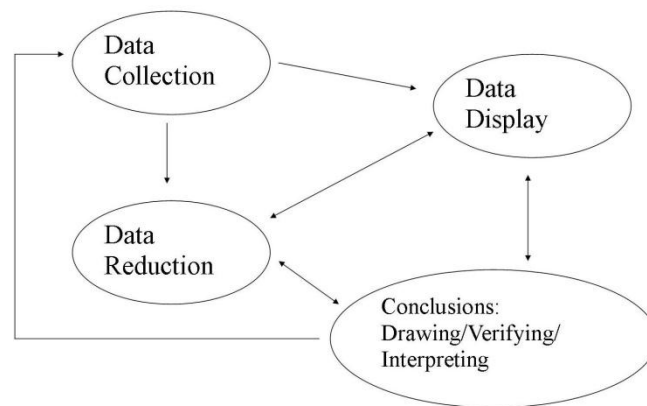 Data
Collection
Data
Display
Data
Reduction
Conclusions:
Drawing/Verifying/
Interpreting